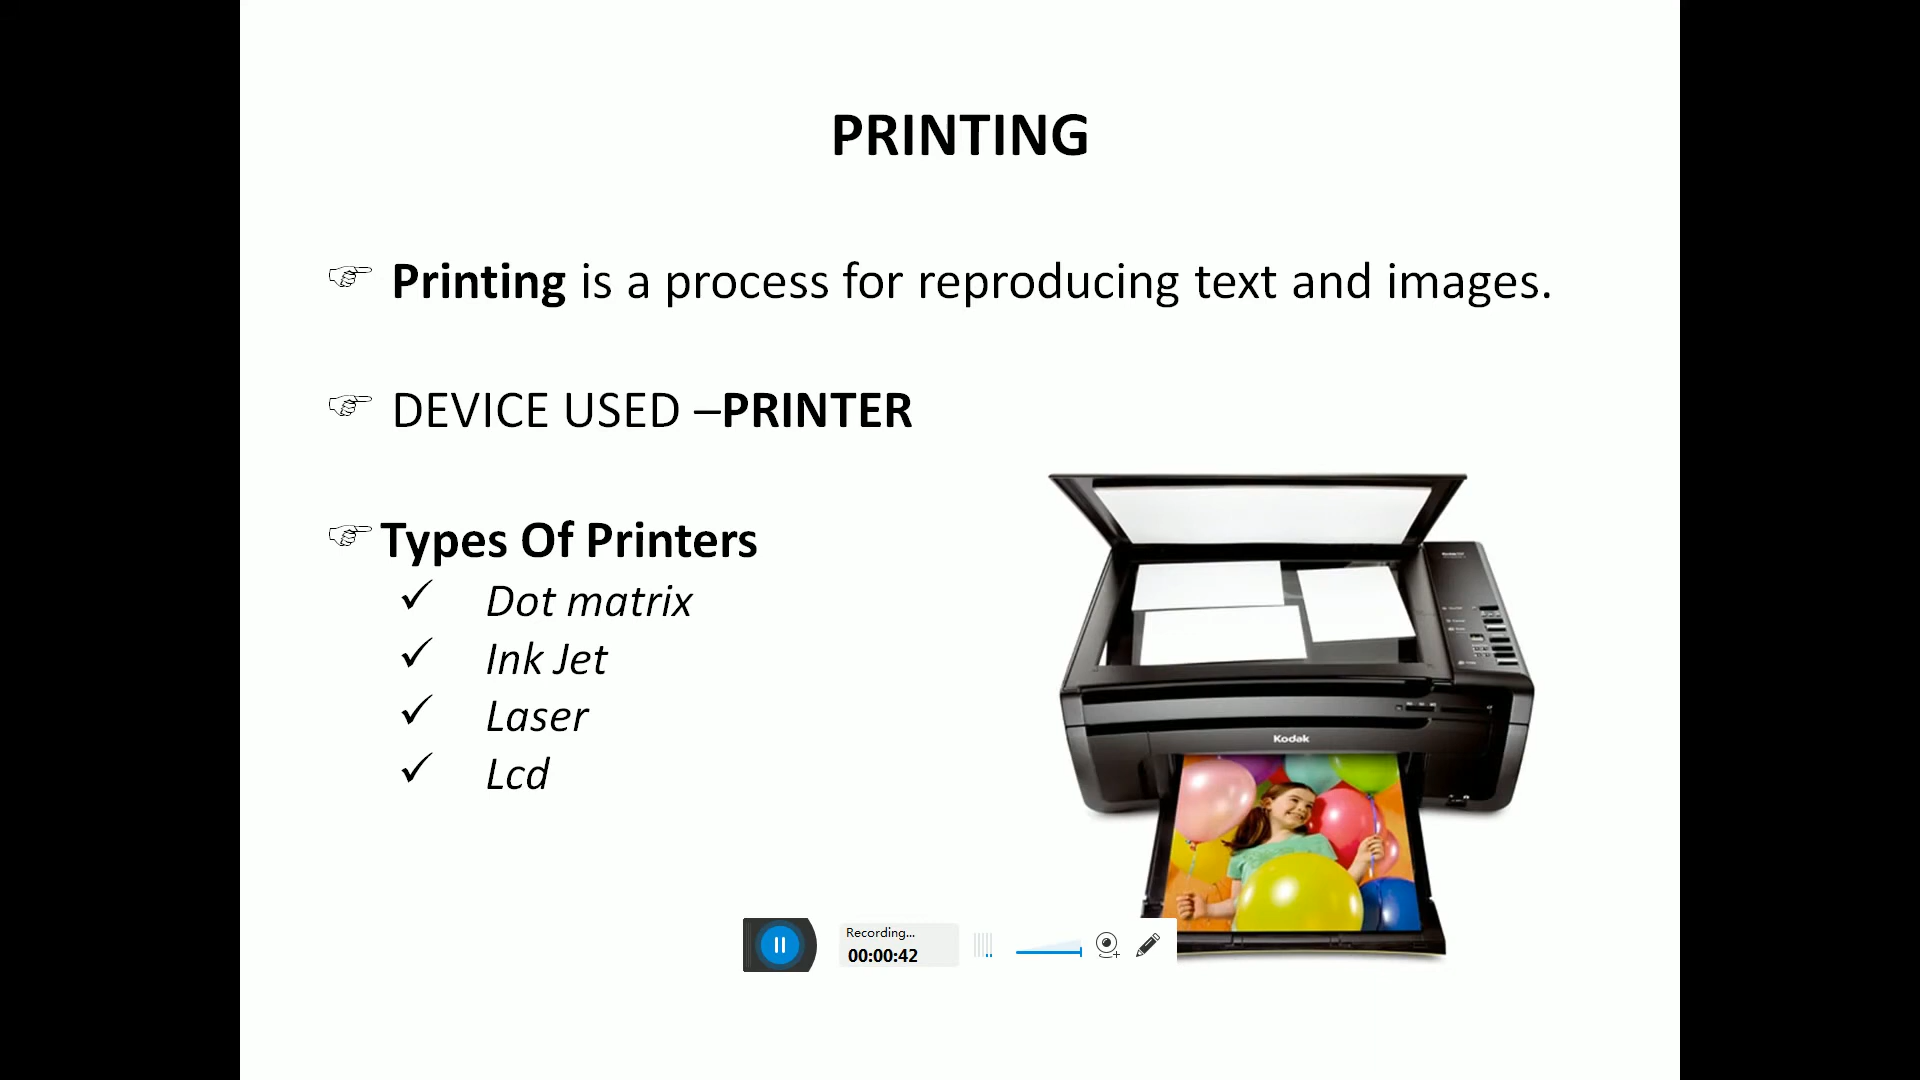 PRINTING
☞ Printing is a process for reproducing text and images.
☞ DEVICE USED –PRINTER
☞ Types Of Printers
✓ Dot matrix
✓ Ink Jet
✓ Laser
✓ Lcd
Kodak
Recording...
00:00:42